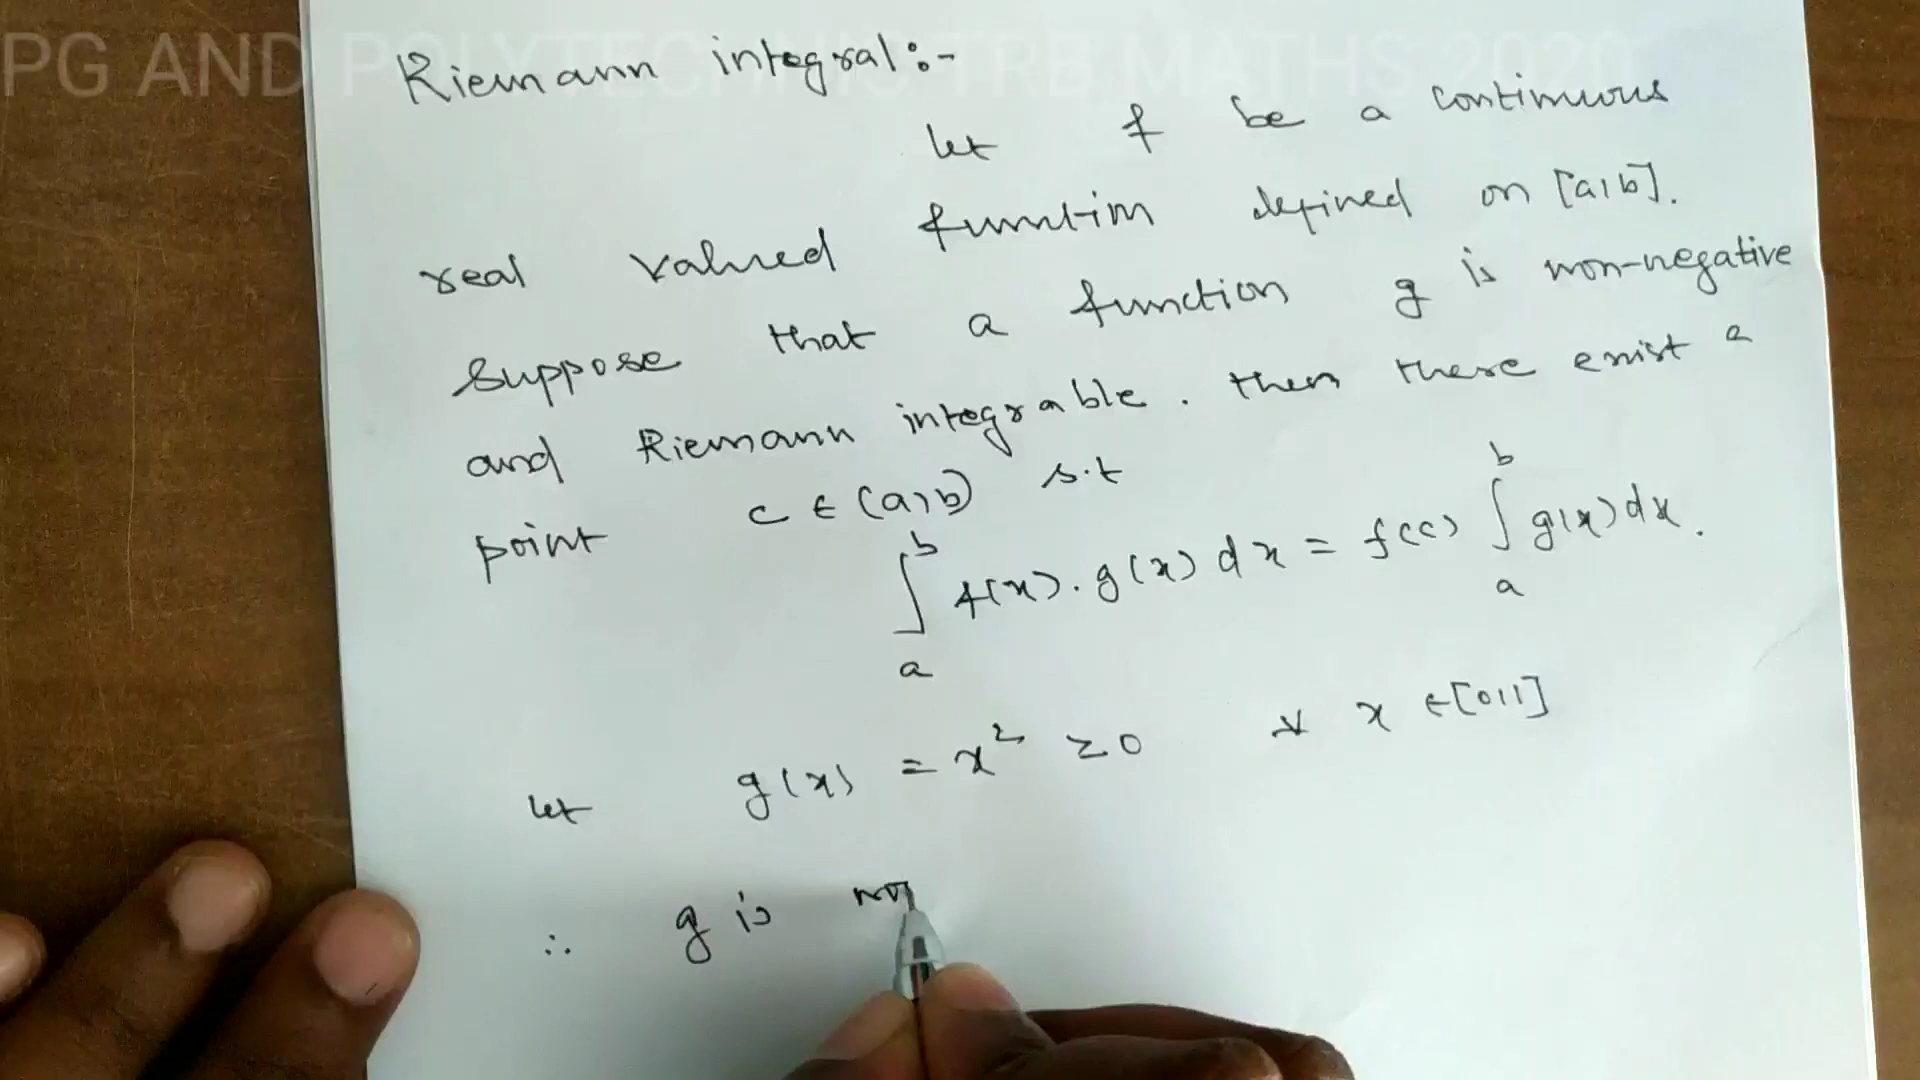 PG AND POLYTECHNIC TRB MATHS 2020
Riemann integral:-
let f be a continuous
real valued function defined on [a,b].
suppose that a function g is non-negative
and Riemann integrable. then there exist a
point c ∈ (a,b) s.t
∫_a^b f(x).g(x) dx = f(c) ∫_a^b g(x) dx.
let g(x) = x² ≥ 0 ∀ x ∈ [0,1]
∴ g is non